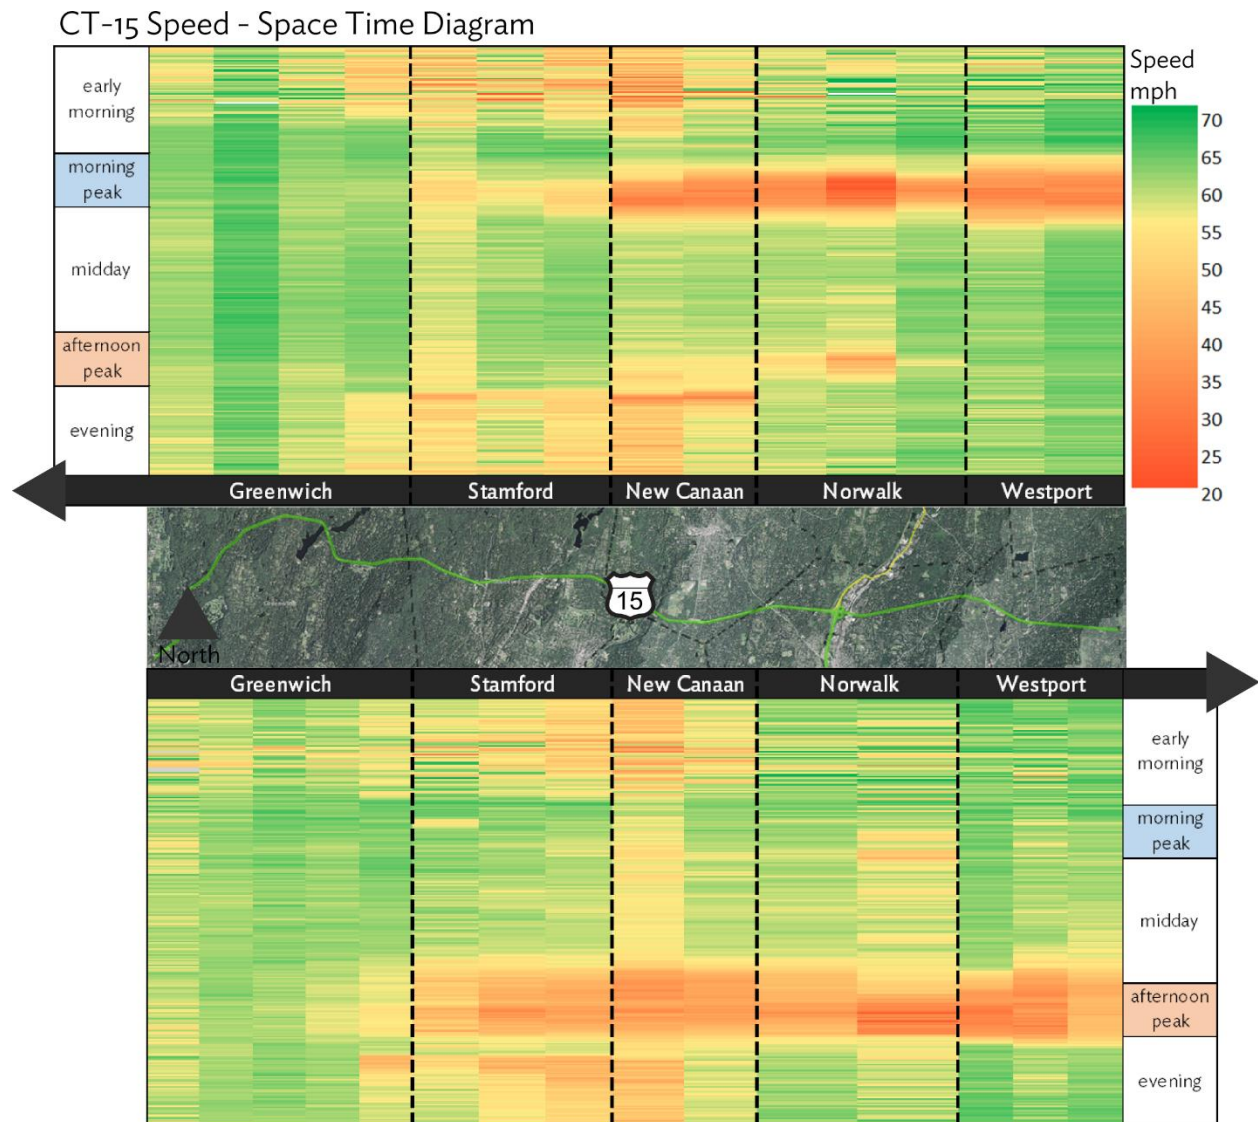 CT-15 Speed - Space Time Diagram
early
morning
morning
peak
midday
afternoon
peak
evening
Speed
mph
70
65
60
55
50
45
40
35
30
25
20
Greenwich Stamford New Canaan Norwalk Westport
15
North
Greenwich Stamford New Canaan Norwalk Westport
early
morning
morning
peak
midday
afternoon
peak
evening